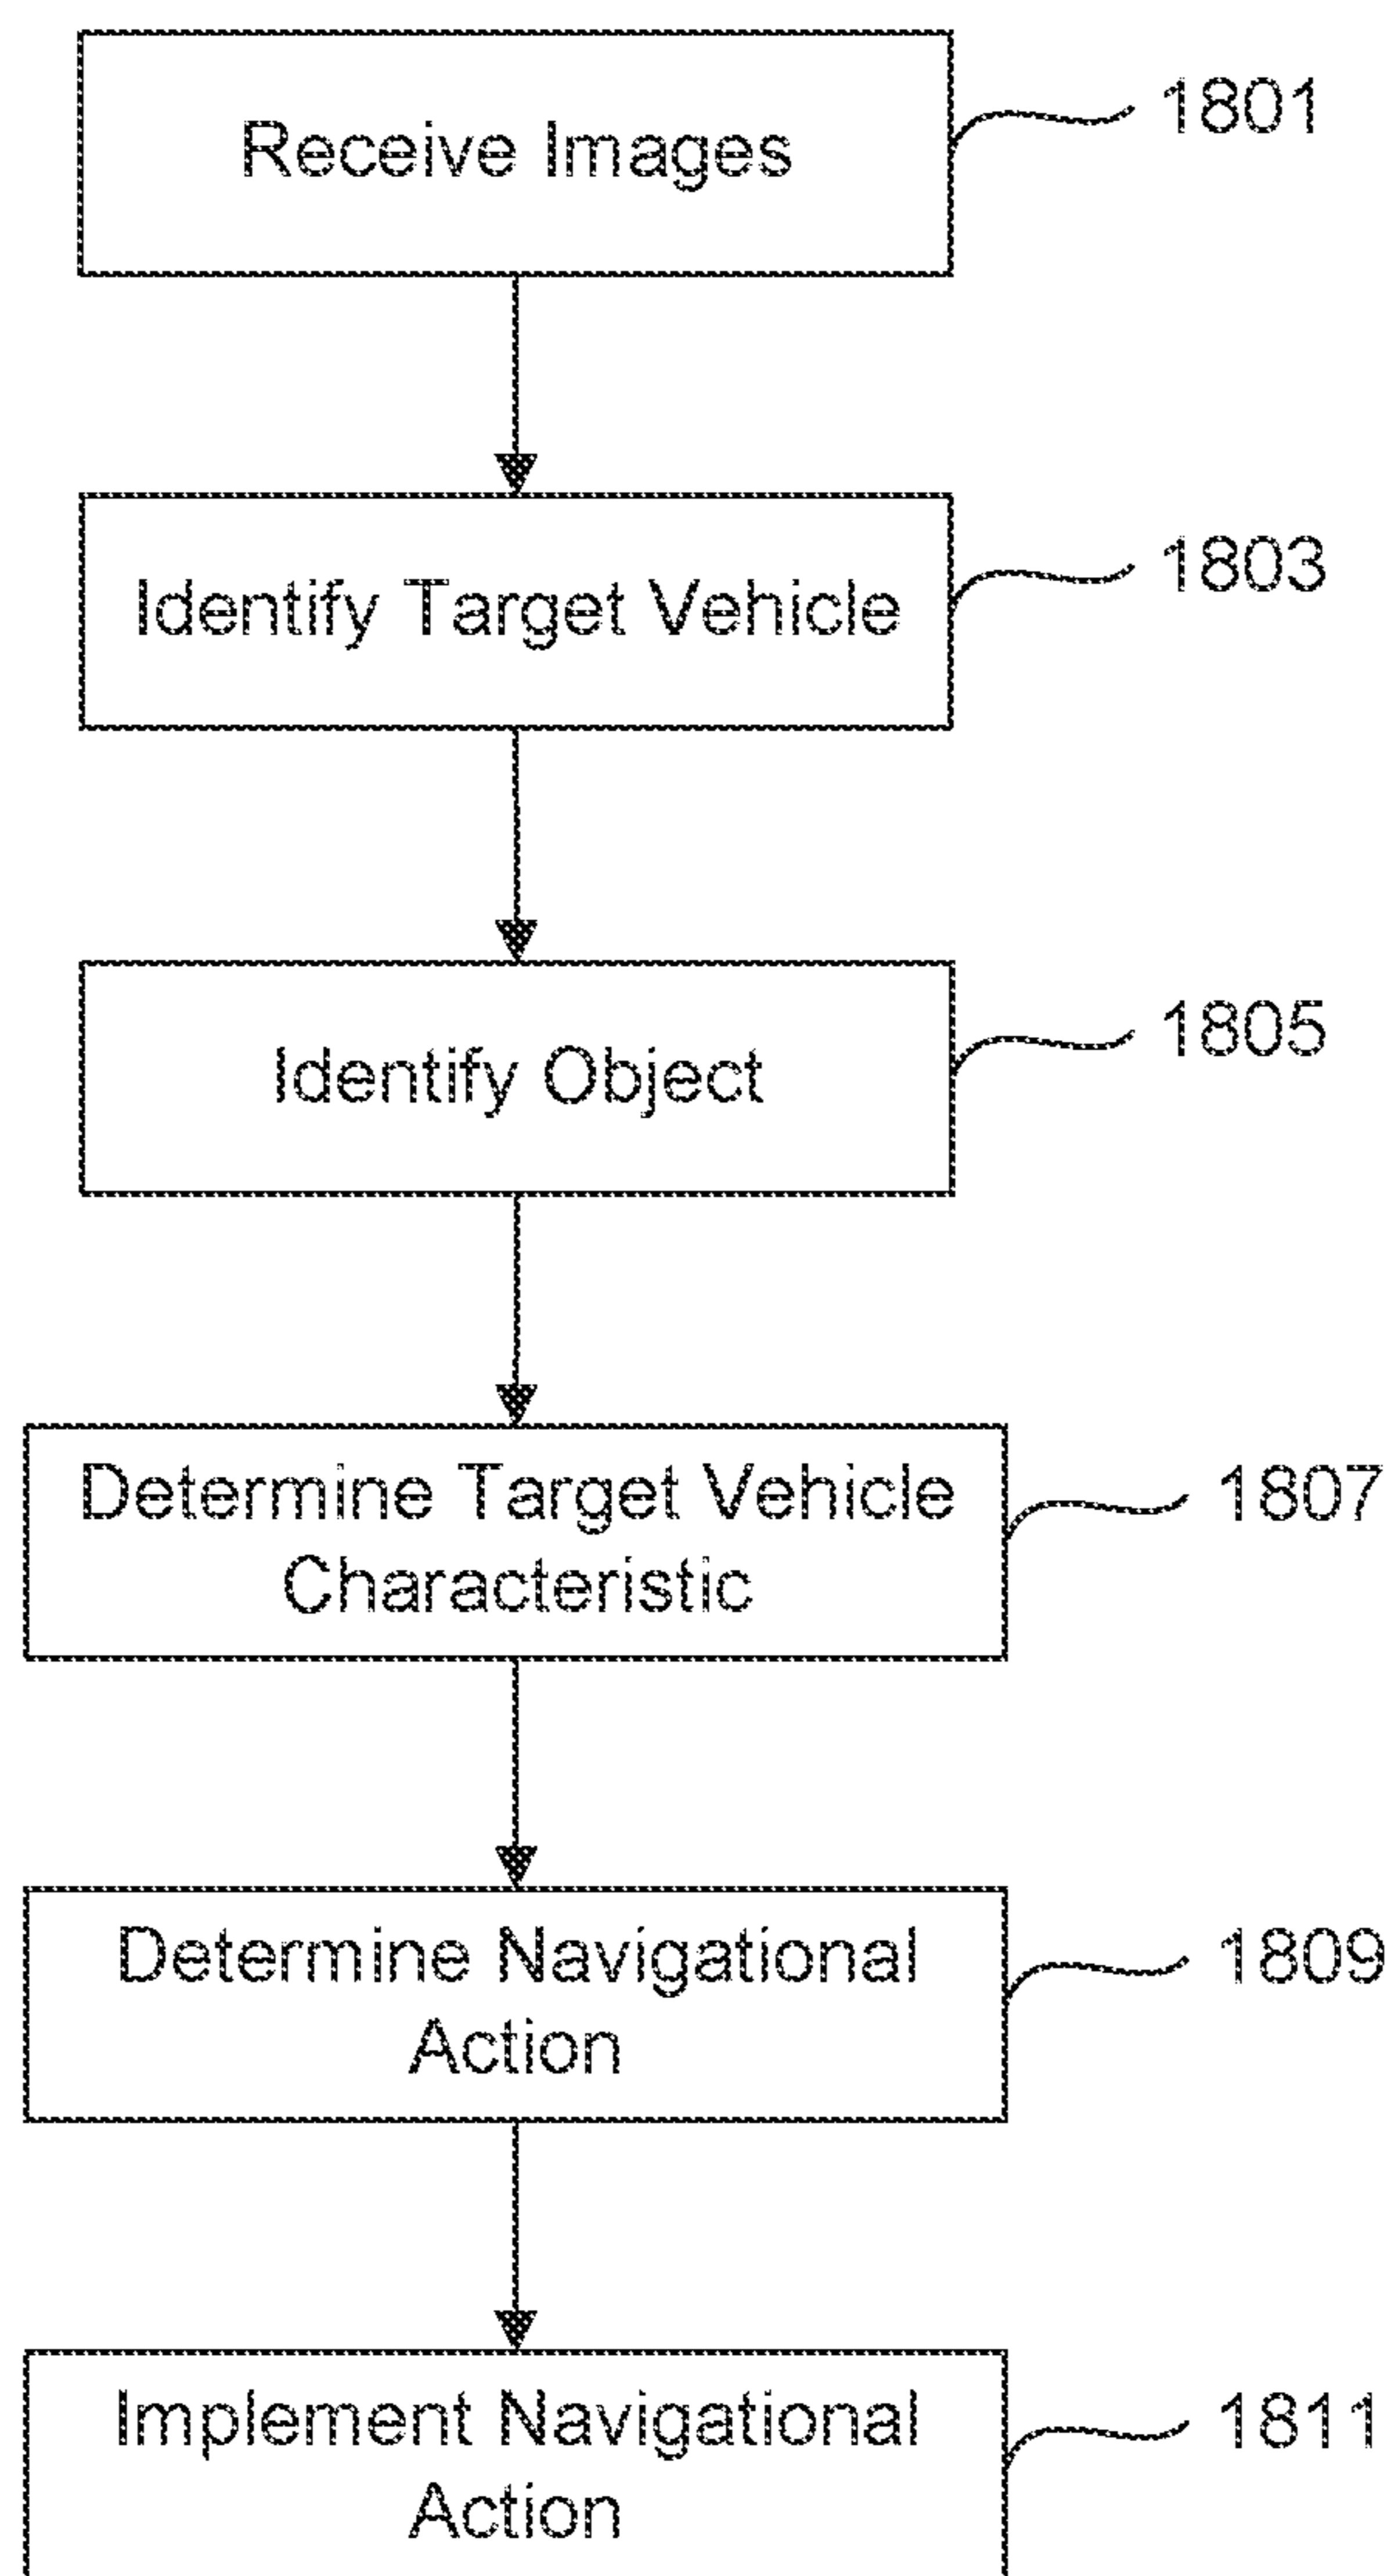 Receive Images
1801
Identify Target Vehicle
1803
Identify Object
1805
Determine Target Vehicle
Characteristic
1807
Determine Navigational
Action
1809
Implement Navigational
Action
1811